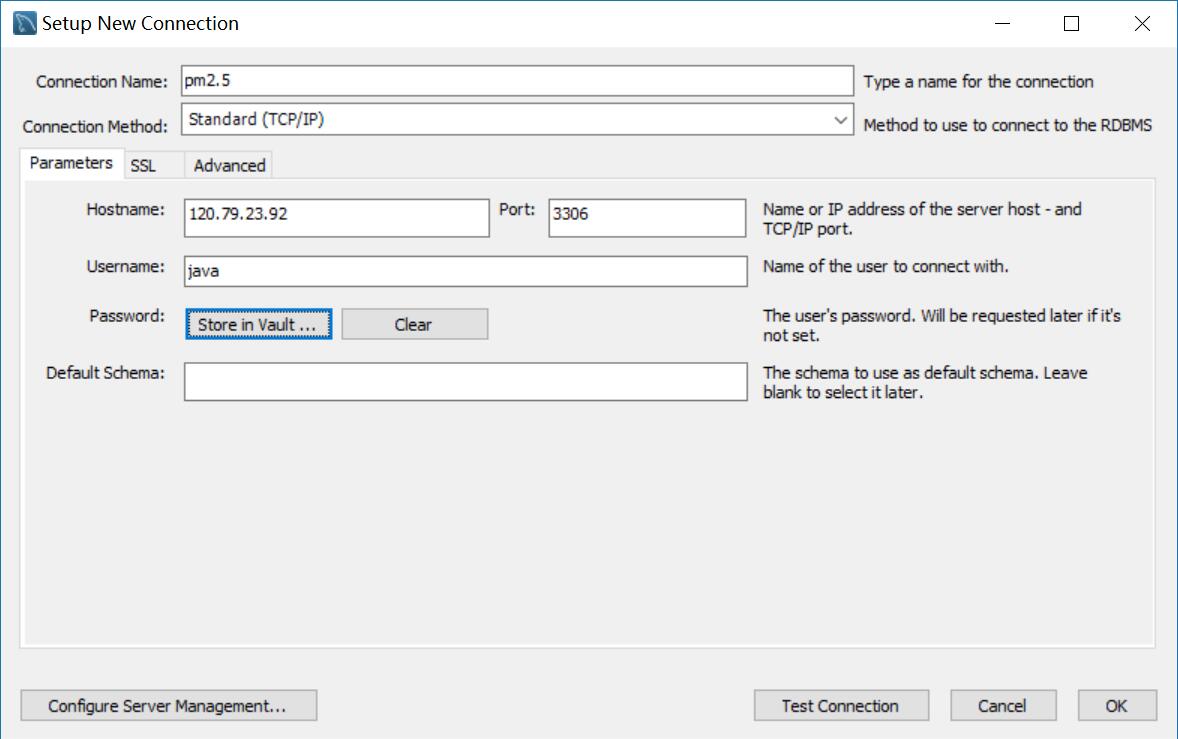 Setup New Connection
Connection Name: pm2.5 Type a name for the connection
Connection Method: Standard (TCP/IP) Method to use to connect to the RDBMS
Parameters SSL Advanced
Hostname: 120.79.23.92 Port: 3306 Name or IP address of the server host - and
TCP/IP port.
Username: java Name of the user to connect with.
Password: Store in Vault ... Clear The user's password. Will be requested later if it's
not set.
Default Schema: The schema to use as default schema. Leave
blank to select it later.
Configure Server Management... Test Connection Cancel OK